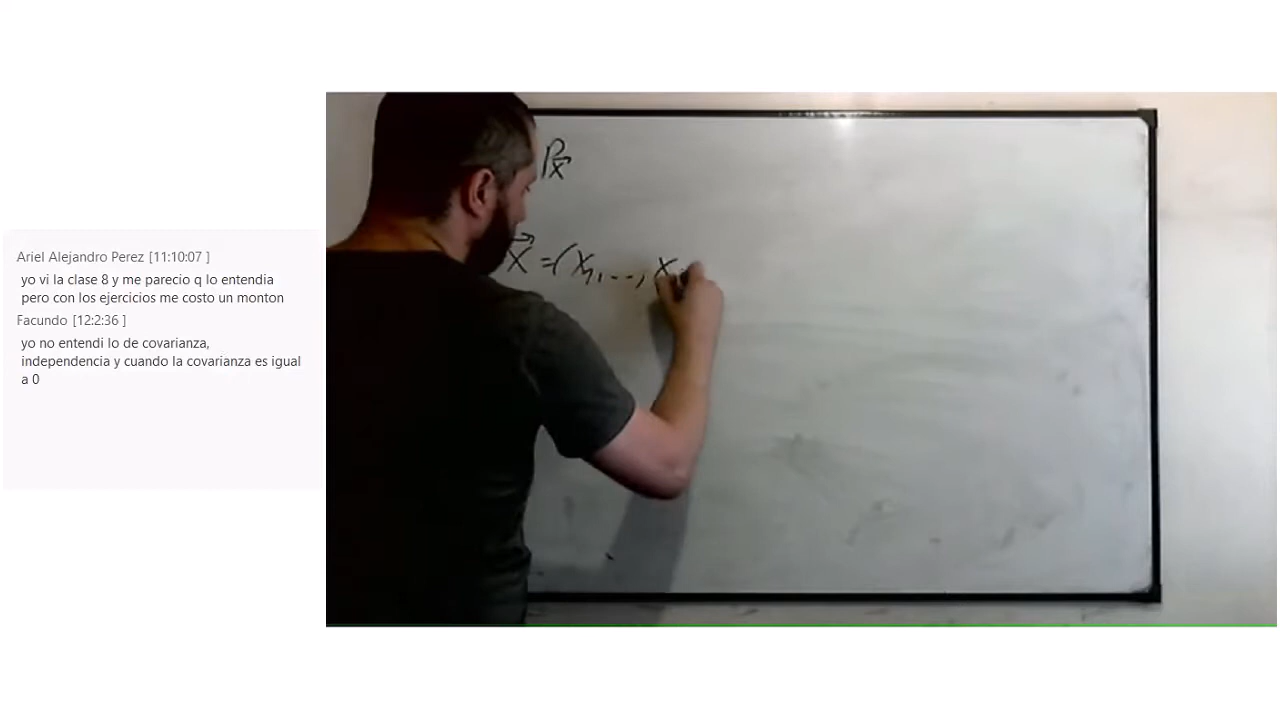 Ariel Alejandro Perez [11:10:07 ]
yo vi la clase 8 y me parecio q lo entendia
pero con los ejercicios me costo un monton
Facundo [12:2:36 ]
yo no entendi lo de covarianza,
independencia y cuando la covarianza es igual
a 0
X⃗ = (X₁, ..., X